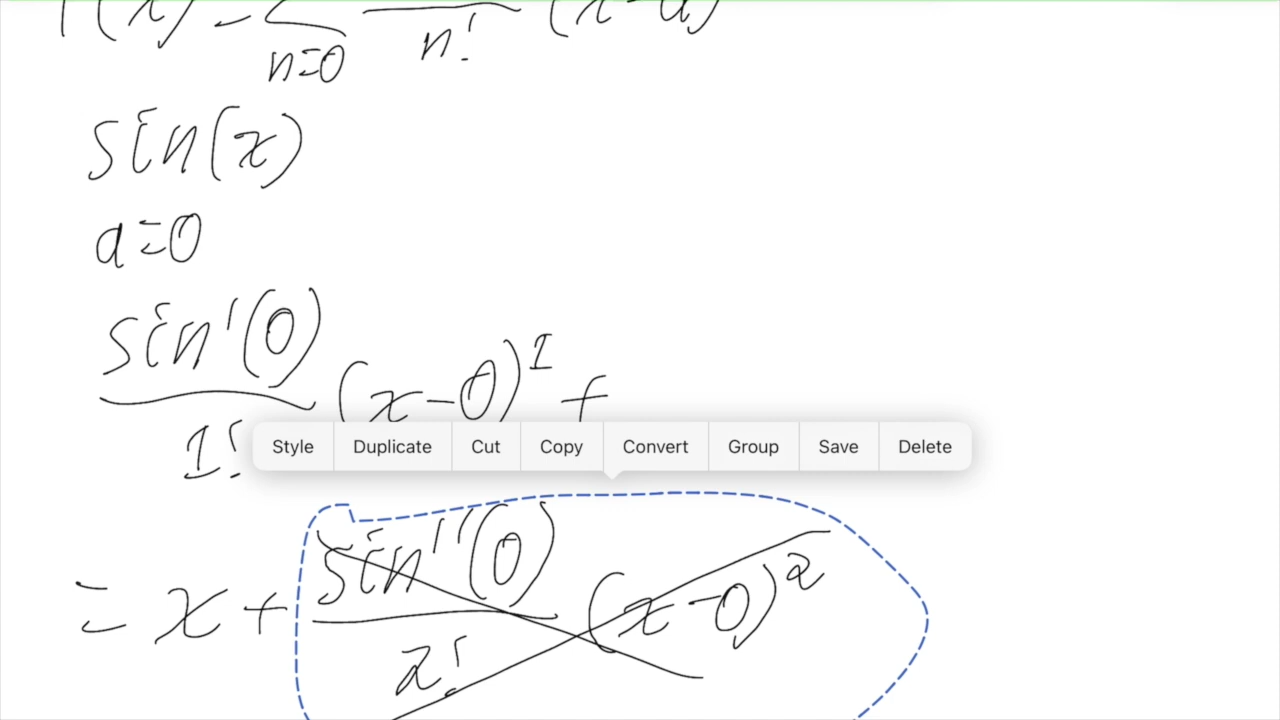 f(x) = Σ (x-a)
n=0 n!
sin(x)
a=0
sin'(0)
(x-0)¹ +
1!
Style Duplicate Cut Copy Convert Group Save Delete
sin''(0)
= x + (x-0)²
2!